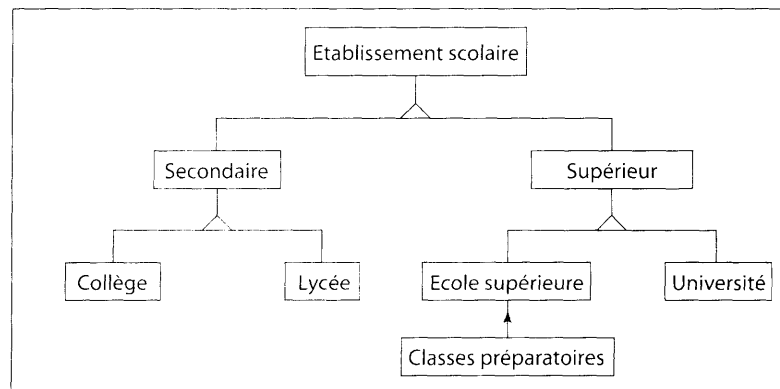 Etablissement scolaire
Secondaire
Supérieur
Collège
Lycée
Ecole supérieure
Université
Classes préparatoires